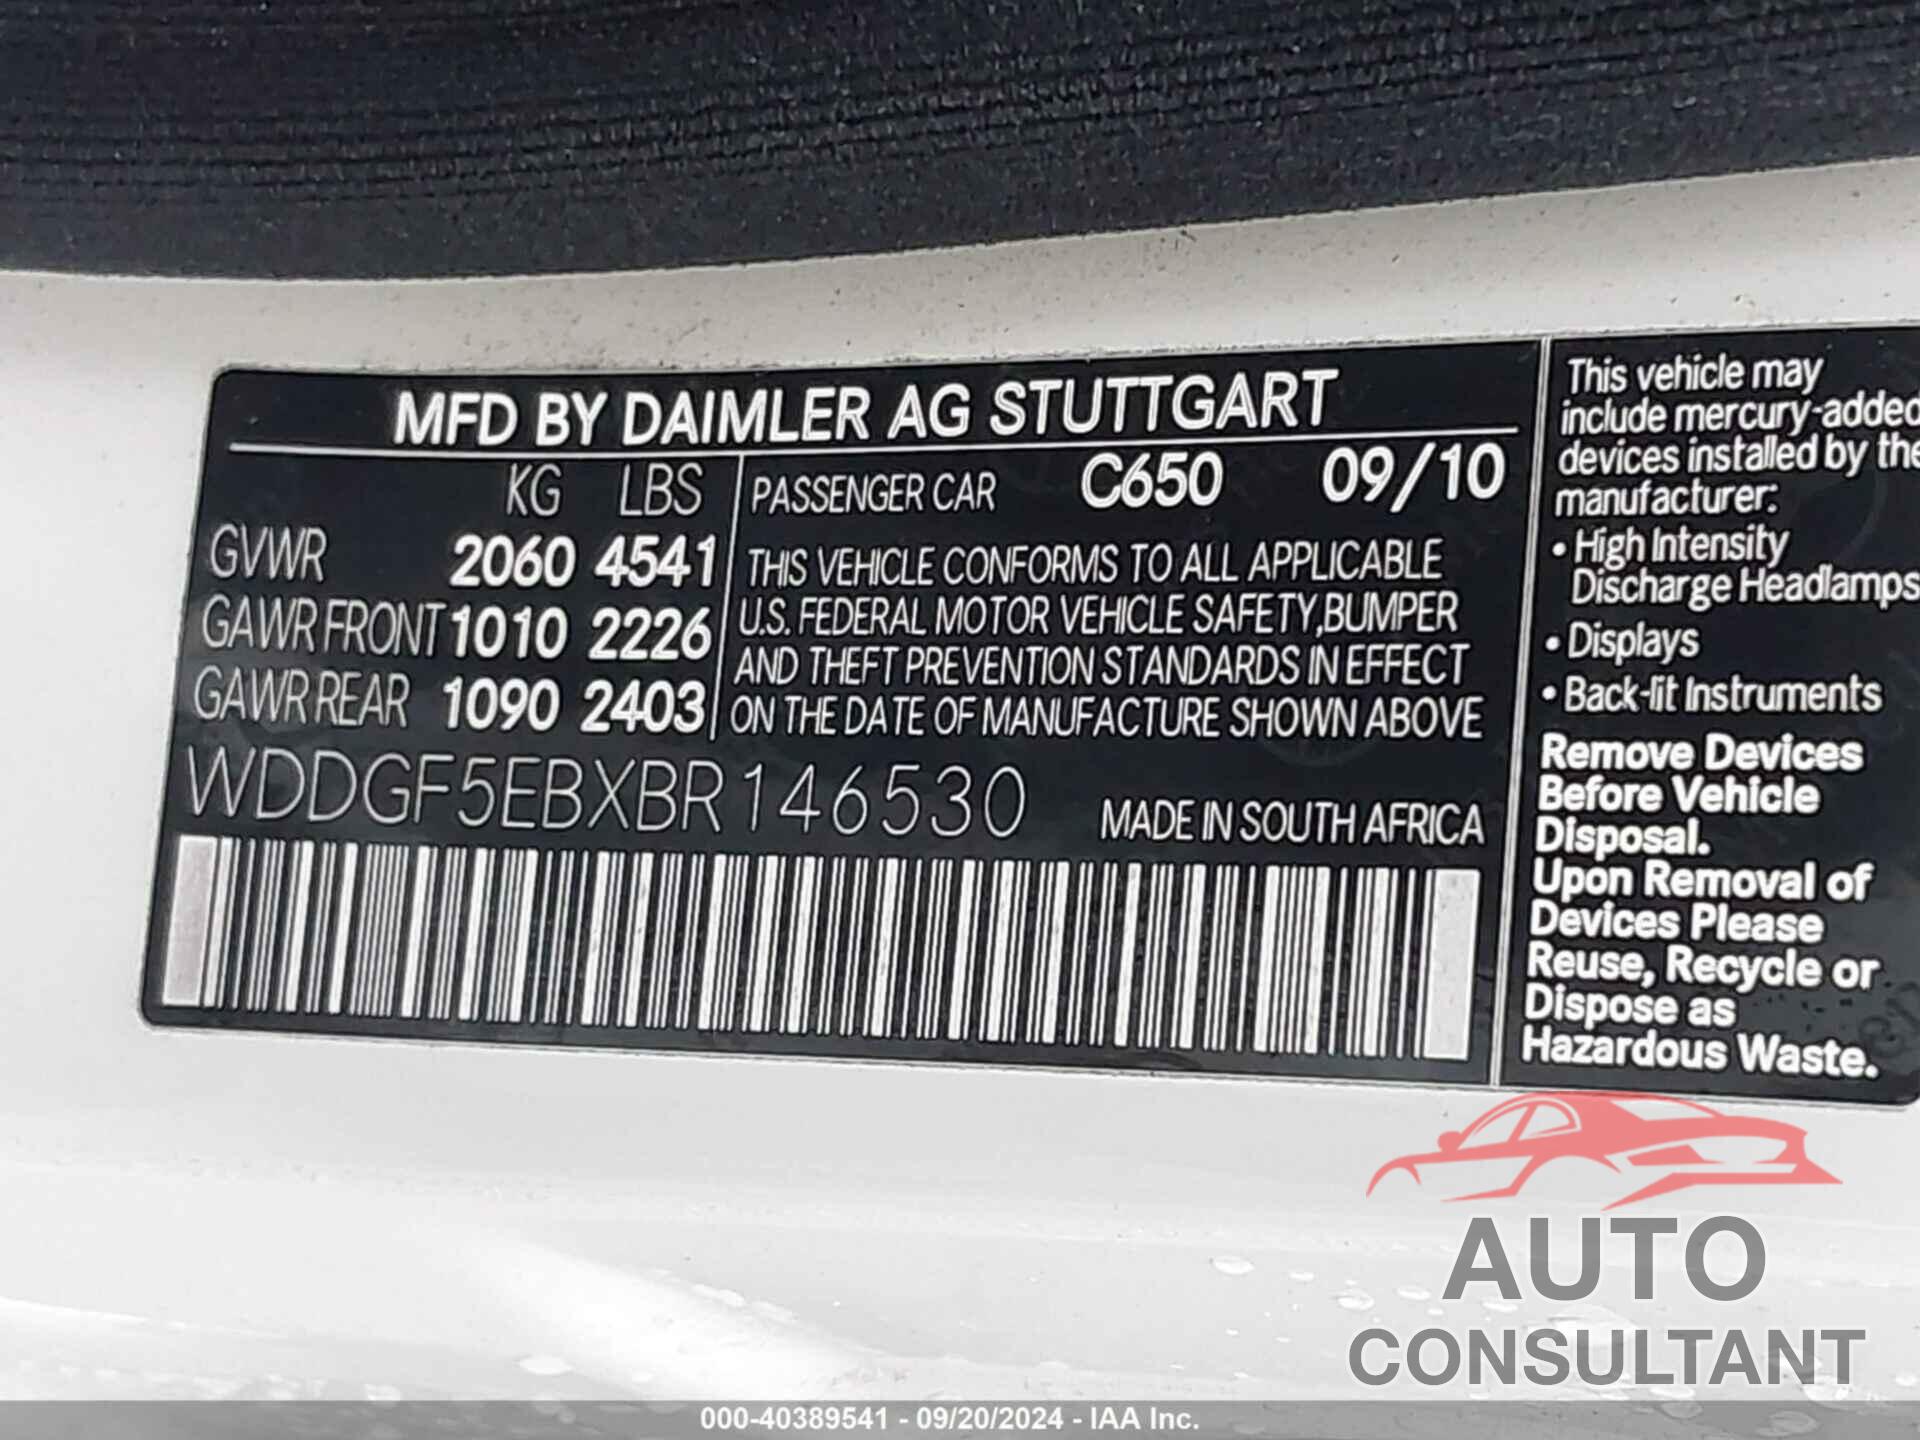 MFD BY DAIMLER AG STUTTGART
KG LBS
GVWR 2060 4541
GAWR FRONT 1010 2226
GAWR REAR 1090 2403
PASSENGER CAR C650 09/10
THIS VEHICLE CONFORMS TO ALL APPLICABLE
U.S. FEDERAL MOTOR VEHICLE SAFETY,BUMPER
AND THEFT PREVENTION STANDARDS IN EFFECT
ON THE DATE OF MANUFACTURE SHOWN ABOVE
WDDGF5EBXBR146530
MADE IN SOUTH AFRICA
This vehicle may
include mercury-added
devices installed by the
manufacturer:
• High Intensity
Discharge Headlamps
• Displays
• Back-lit Instruments
Remove Devices
Before Vehicle
Disposal.
Upon Removal of
Devices Please
Reuse, Recycle or
Dispose as
Hazardous Waste.
AUTO
CONSULTANT
000-40389541 - 09/20/2024 - IAA Inc.